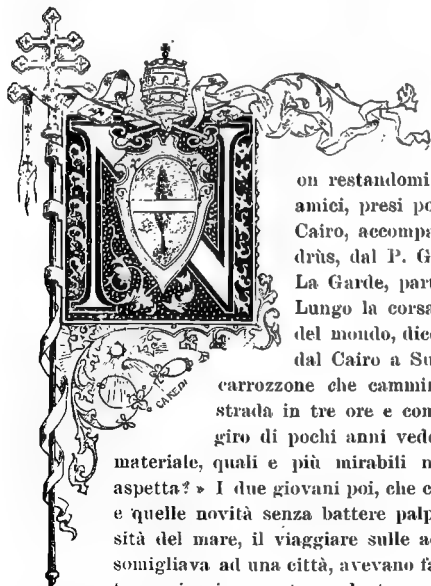 Non restandomi
amici, presi po
Cairo, accompa
drùs, dal P. G
La Garde, part
Lungo la corsa
del mondo, dice
dal Cairo a Su
carrozzone che cammin
strada in tre ore e con
giro di pochi anni vede
materiale, quali e più mirabili n
aspetta? » I due giovani poi, che c
e quelle novità senza battere palp
sità del mare, il viaggiare sulle a
somigliava ad una città, avevano fa